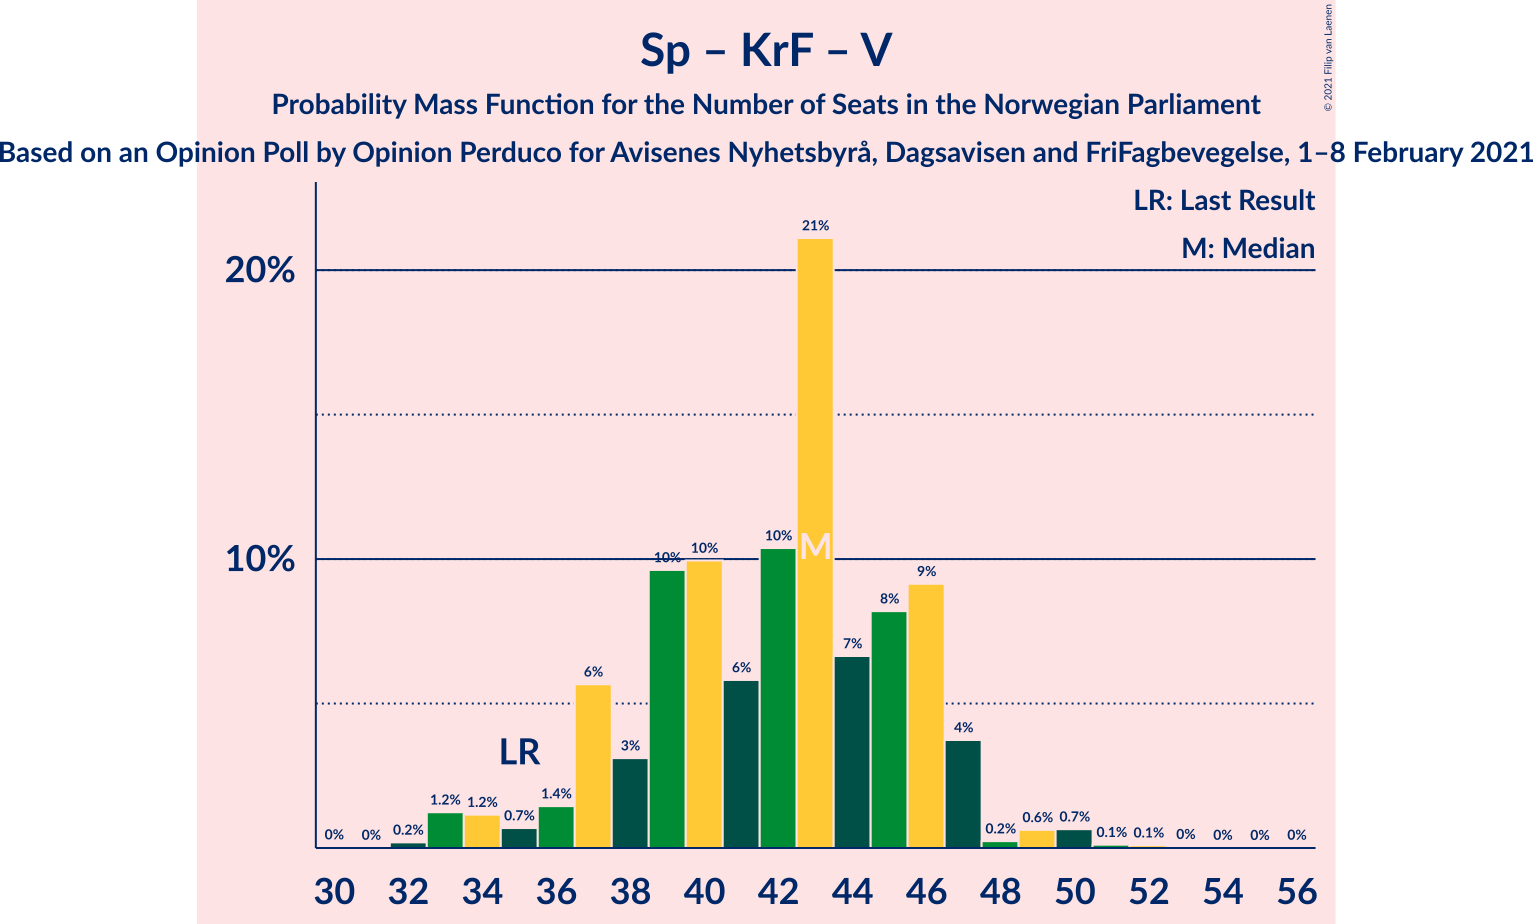 Sp – KrF – V
Probability Mass Function for the Number of Seats in the Norwegian Parliament
Based on an Opinion Poll by Opinion Perduco for Avisenes Nyhetsbyrå, Dagsavisen and FriFagbevegelse, 1–8 February 2021
© 2021 Filip van Laenen
LR: Last Result
M: Median
20%
10%
LR
M
0% 0% 0.2% 1.2% 1.2% 0.7% 1.4% 6% 3% 10% 10% 6% 10% 21% 7% 8% 9% 4% 0.2% 0.6% 0.7% 0.1% 0.1% 0% 0% 0% 0%
30 32 34 36 38 40 42 44 46 48 50 52 54 56